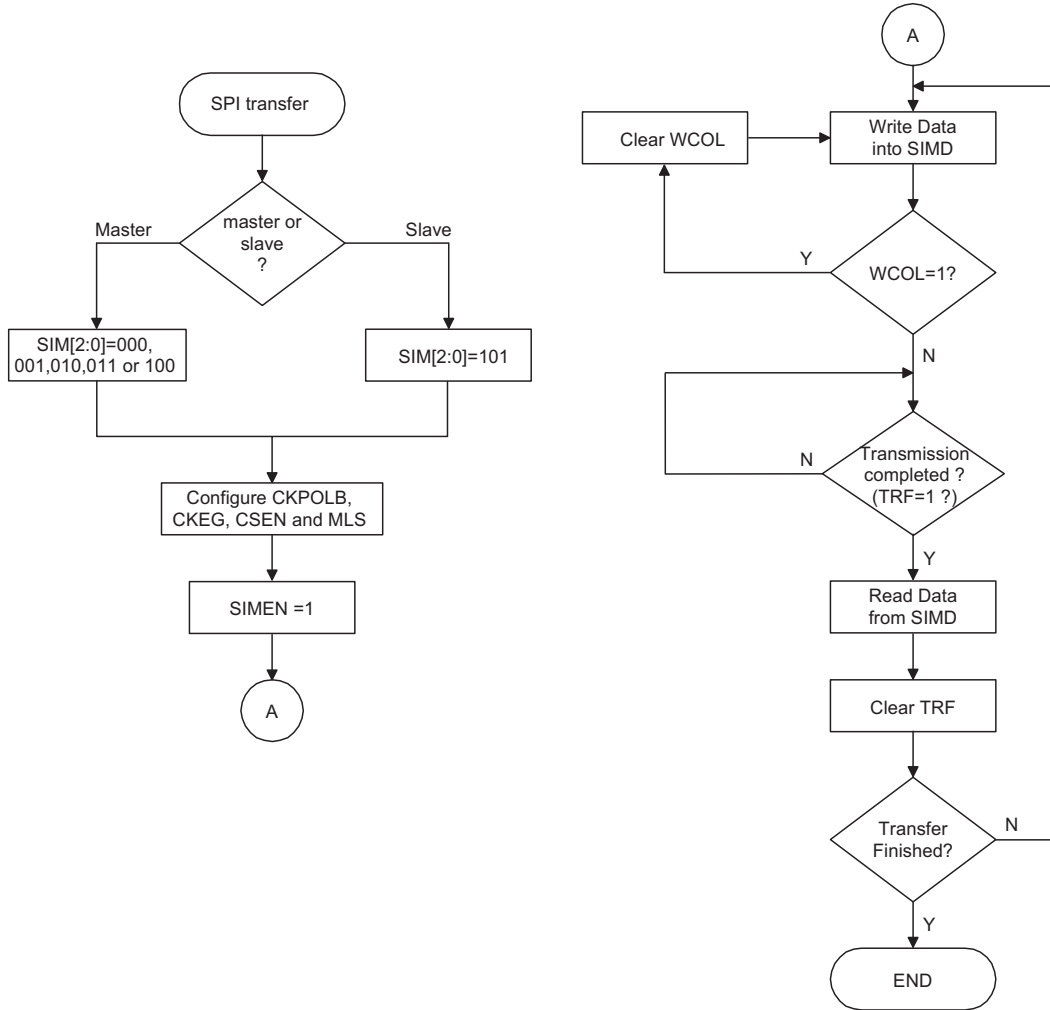 SPI transfer
master or
slave
?
Master
Slave
SIM[2:0]=000,
001,010,011 or 100
SIM[2:0]=101
Configure CKPOLB,
CKEG, CSEN and MLS
SIMEN =1
A
A
Clear WCOL
Write Data
into SIMD
WCOL=1?
Y
N
Transmission
completed ?
(TRF=1 ?)
N
Y
Read Data
from SIMD
Clear TRF
Transfer
Finished?
N
Y
END